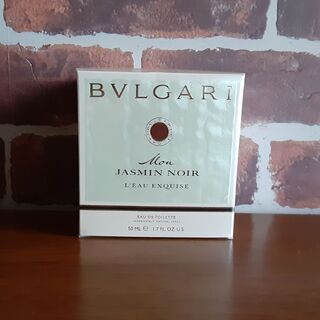 BVLGARI
Mon
JASMIN NOIR
L'EAU EXQUISE
EAU DE TOILETTE
50 ML ℮ 1.7 FL.OZ.U.S